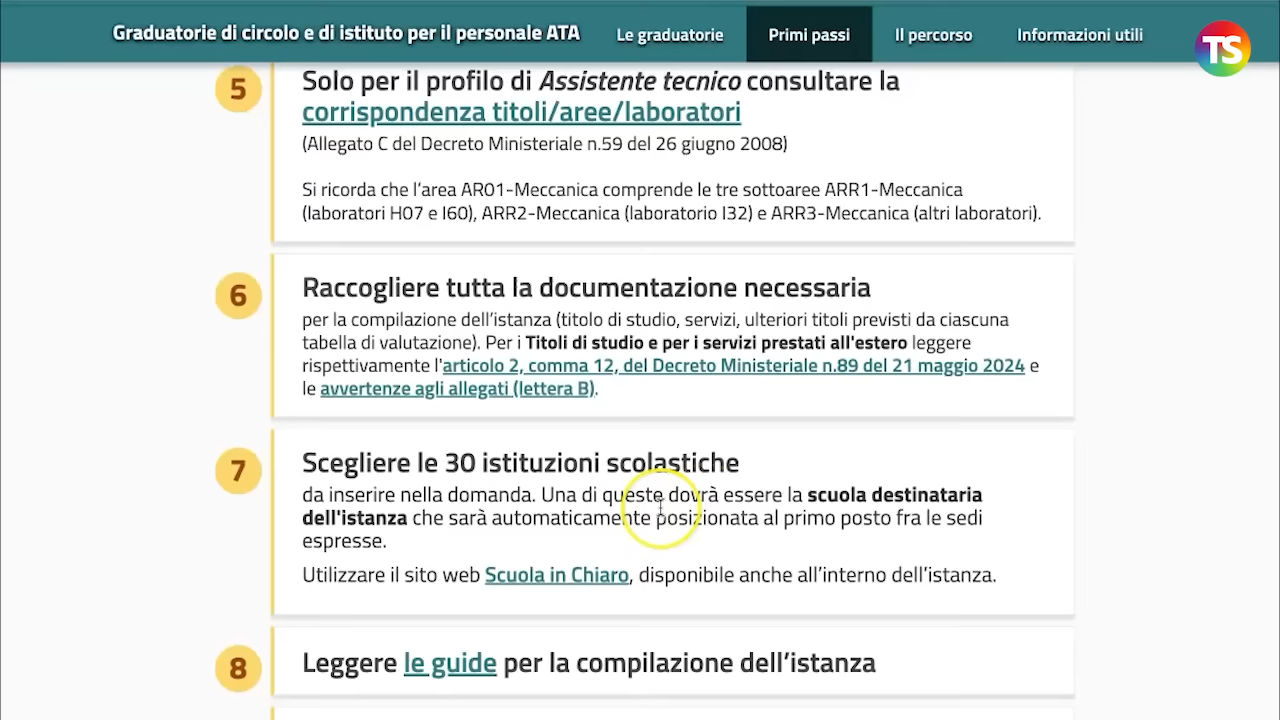 Graduatorie di circolo e di istituto per il personale ATA
Le graduatorie
Primi passi
Il percorso
Informazioni utili
TS
5
Solo per il profilo di Assistente tecnico consultare la
corrispondenza titoli/aree/laboratori
(Allegato C del Decreto Ministeriale n.59 del 26 giugno 2008)
Si ricorda che l’area AR01-Meccanica comprende le tre sottoaree ARR1-Meccanica
(laboratori H07 e I60), ARR2-Meccanica (laboratorio I32) e ARR3-Meccanica (altri laboratori).
6
Raccogliere tutta la documentazione necessaria
per la compilazione dell’istanza (titolo di studio, servizi, ulteriori titoli previsti da ciascuna
tabella di valutazione). Per i Titoli di studio e per i servizi prestati all'estero leggere
rispettivamente l'articolo 2, comma 12, del Decreto Ministeriale n.89 del 21 maggio 2024 e
le avvertenze agli allegati (lettera B).
7
Scegliere le 30 istituzioni scolastiche
da inserire nella domanda. Una di queste dovrà essere la scuola destinataria
dell'istanza che sarà automaticamente posizionata al primo posto fra le sedi
espresse.
Utilizzare il sito web Scuola in Chiaro, disponibile anche all’interno dell’istanza.
8
Leggere le guide per la compilazione dell’istanza